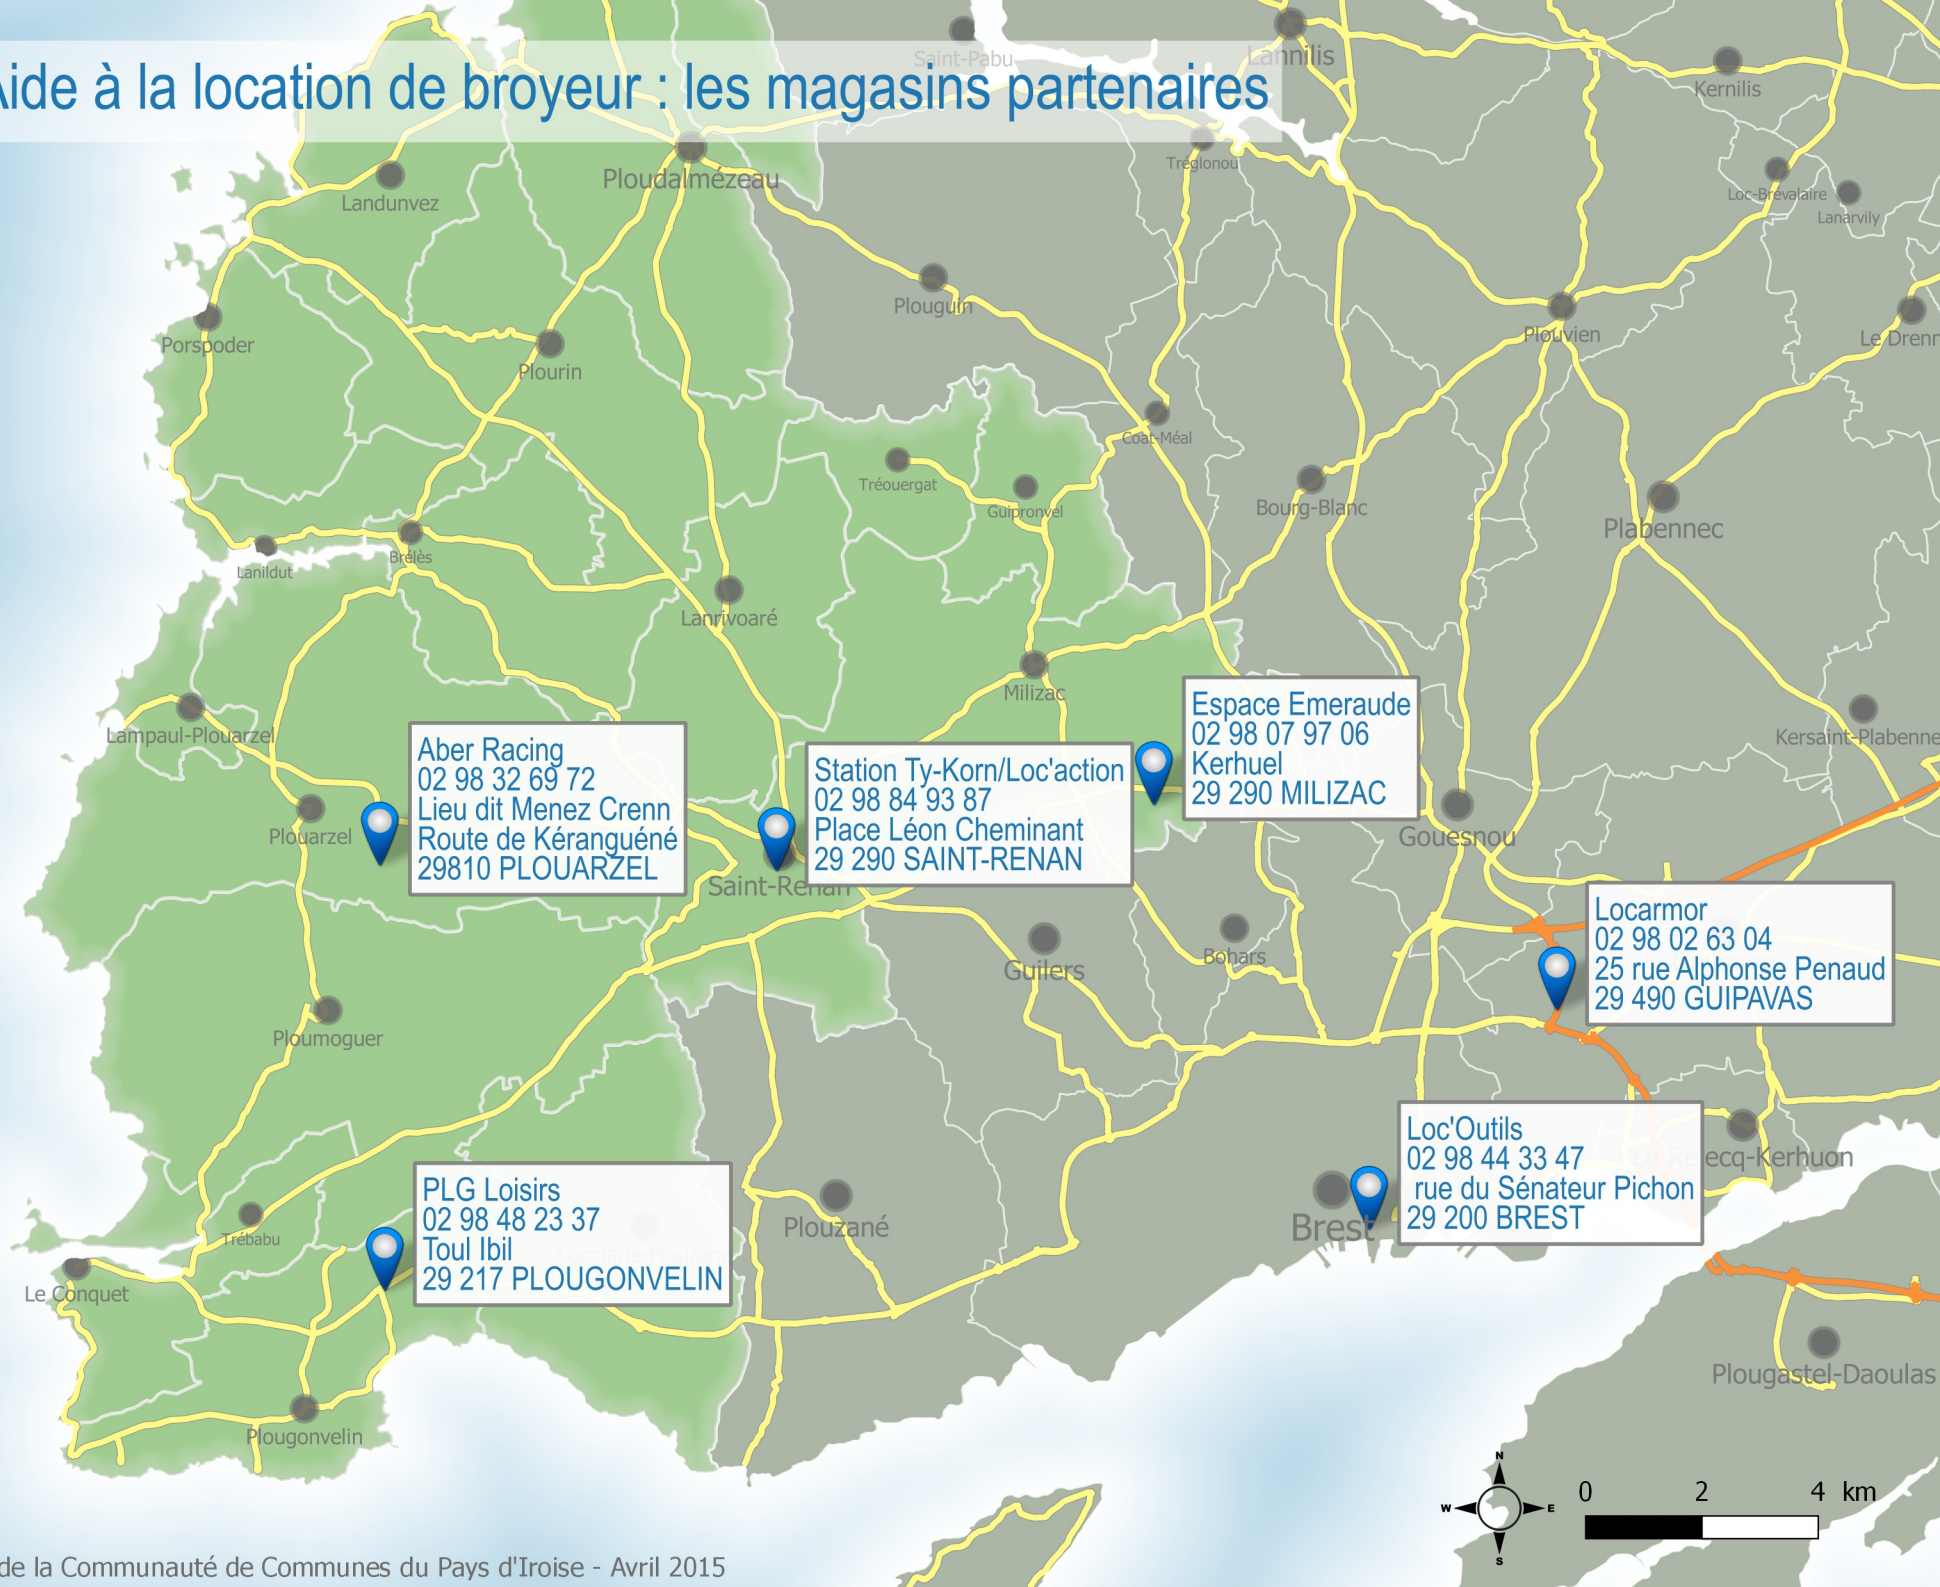 Aide à la location de broyeur : les magasins partenaires
Saint-Pabu
Lannilis
Kernilis
Tréglonou
Loc-Brévalaire
Lanarvily
Ploudalmézeau
Landunvez
Plouguin
Plouvien
Le Drenn
Porspoder
Plourin
Coat-Méal
Tréouergat
Guipronvel
Bourg-Blanc
Plabennec
Brélès
Lanildut
Lanrivoaré
Milizac
Lampaul-Plouarzel
Kersaint-Plabenne
Espace Emeraude
02 98 07 97 06
Kerhuel
29 290 MILIZAC
Aber Racing
02 98 32 69 72
Lieu dit Menez Crenn
Route de Kéranguéné
29810 PLOUARZEL
Station Ty-Korn/Loc'action
02 98 84 93 87
Place Léon Cheminant
29 290 SAINT-RENAN
Plouarzel
Gouesnou
Saint-Renan
Locarmor
02 98 02 63 04
25 rue Alphonse Penaud
29 490 GUIPAVAS
Guilers
Bohars
Ploumoguer
Loc'Outils
02 98 44 33 47
rue du Sénateur Pichon
29 200 BREST
Le Relecq-Kerhuon
PLG Loisirs
02 98 48 23 37
Toul Ibil
29 217 PLOUGONVELIN
Locmaria-Plouzané
Trébabu
Plouzané
Brest
Le Conquet
Plougastel-Daoulas
Plougonvelin
N
W E
S
0 2 4 km
de la Communauté de Communes du Pays d'Iroise - Avril 2015